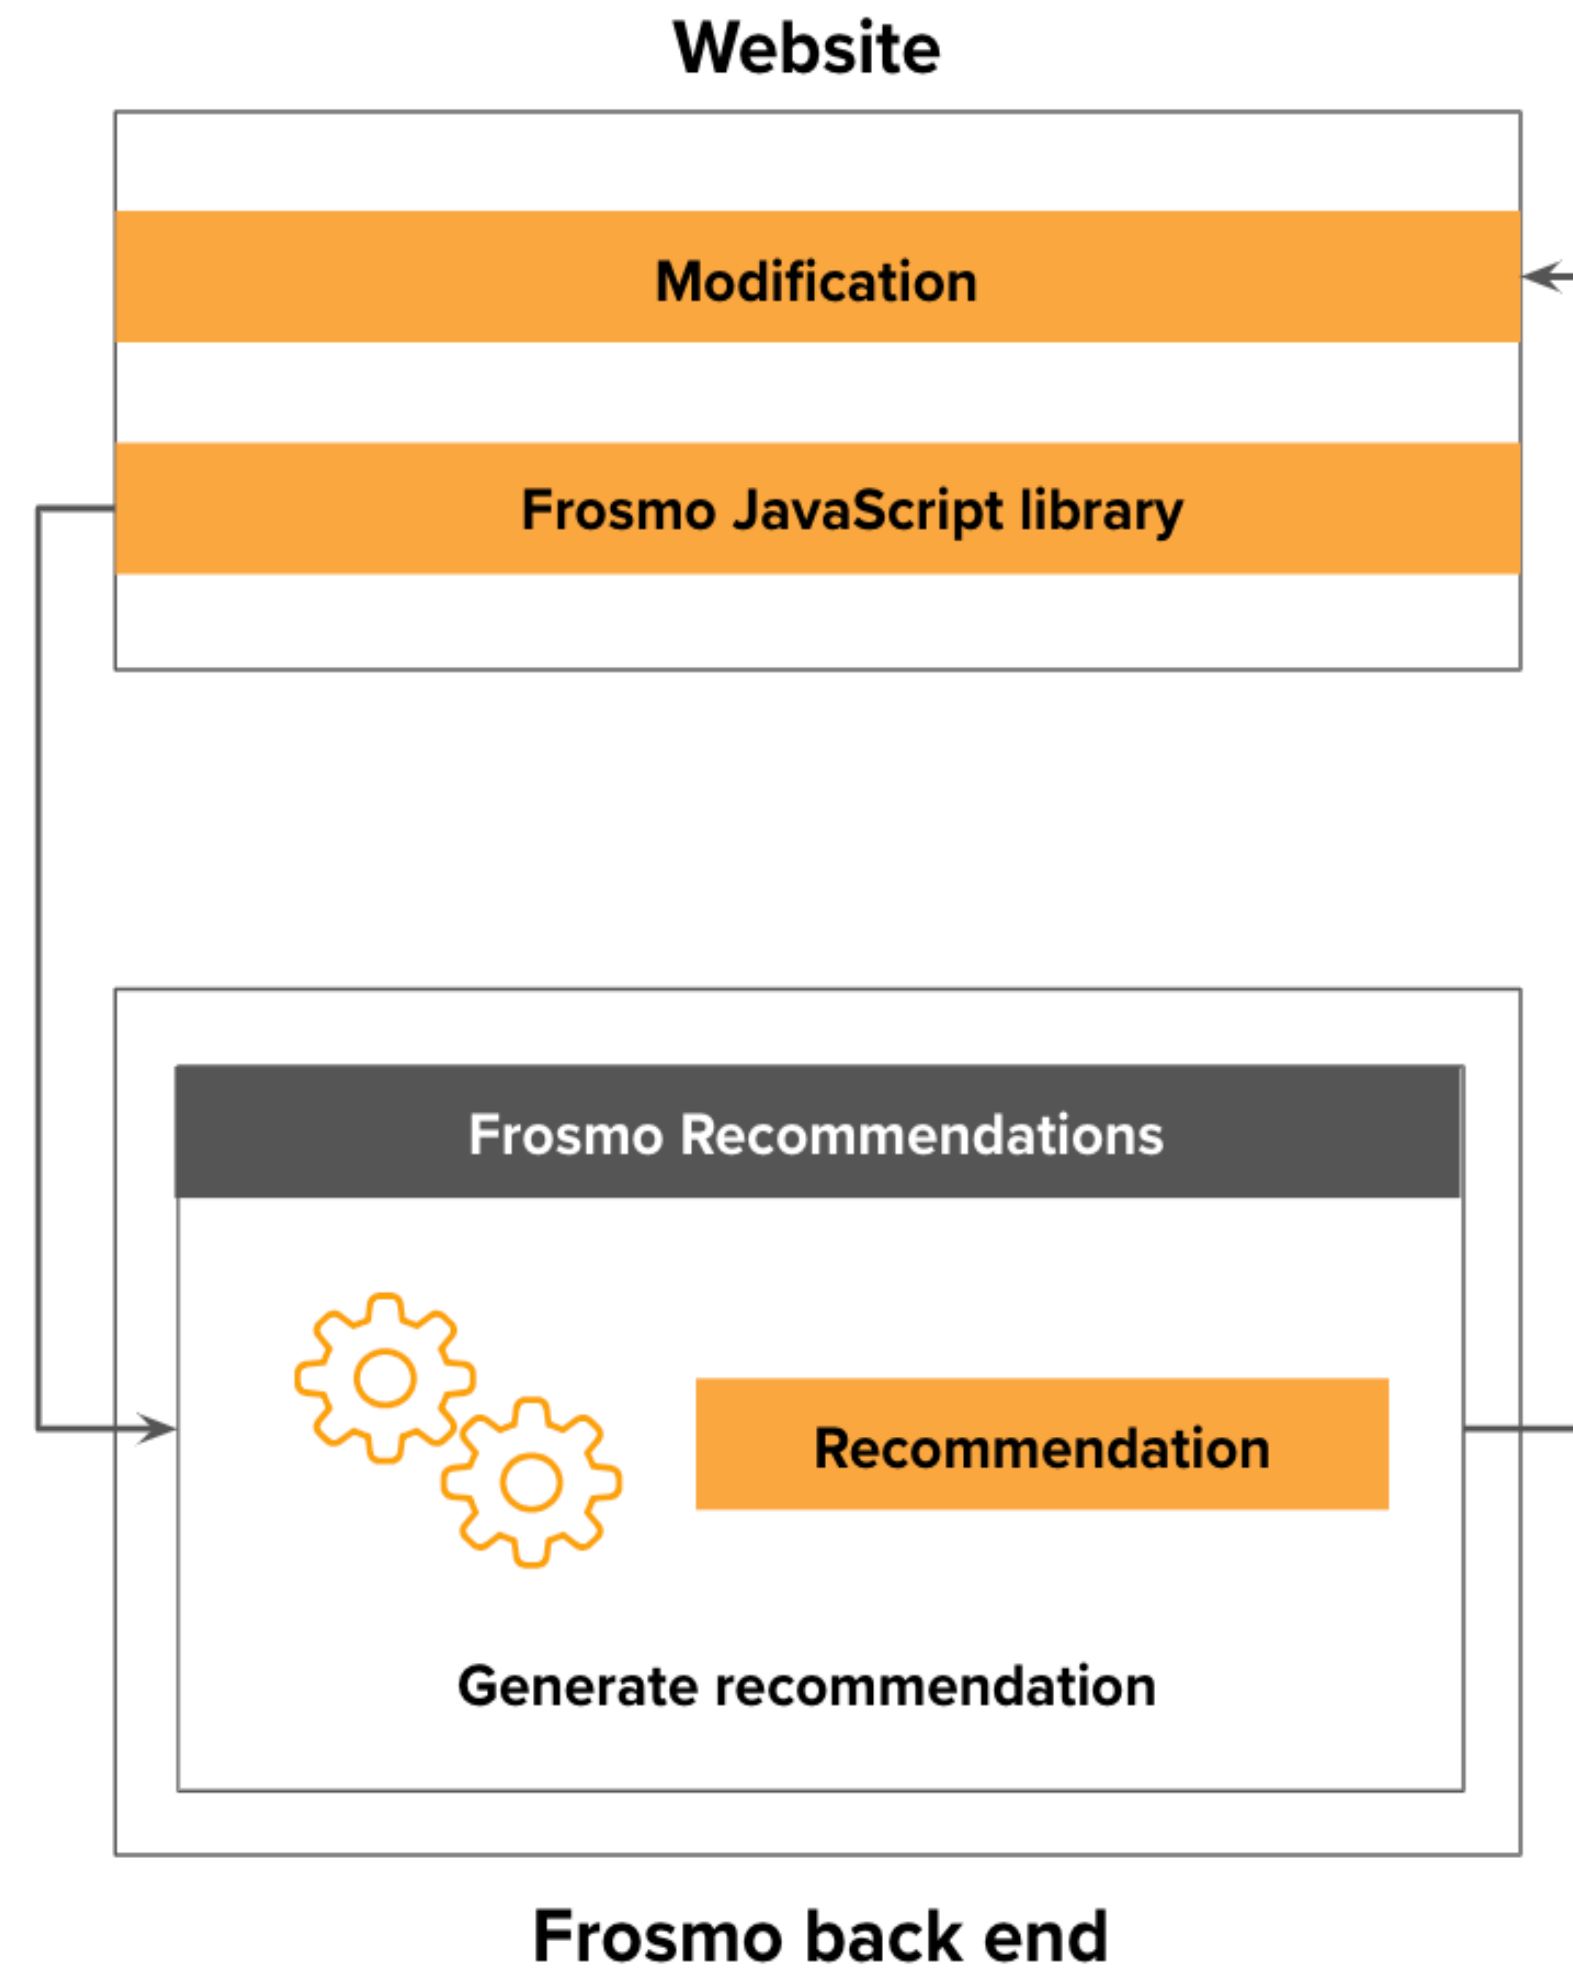 Website
Modification
Frosmo JavaScript library
Frosmo Recommendations
Recommendation
Generate recommendation
Frosmo back end